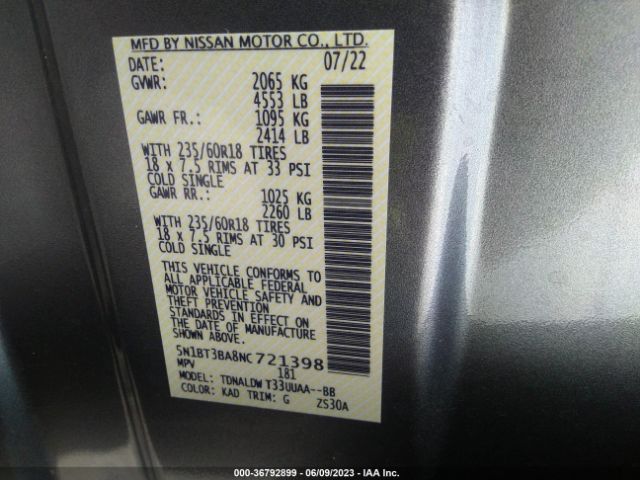 MFD BY NISSAN MOTOR CO., LTD.
DATE: 07/22
GVWR: 2065 KG
4553 LB
GAWR FR.: 1095 KG
2414 LB
WITH 235/60R18 TIRES
18 x 7.5 RIMS AT 33 PSI
COLD SINGLE
GAWR RR.: 1025 KG
2260 LB
WITH 235/60R18 TIRES
18 x 7.5 RIMS AT 30 PSI
COLD SINGLE
THIS VEHICLE CONFORMS TO
ALL APPLICABLE FEDERAL
MOTOR VEHICLE SAFETY AND
THEFT PREVENTION
STANDARDS IN EFFECT ON
THE DATE OF MANUFACTURE
SHOWN ABOVE.
5N1BT3BA8NC721398
MPV 181
MODEL: TDNALDW T33UUAA--BB
COLOR: KAD TRIM: G ZS30A
000-36792899 | 06/09/2023 - IAA Inc.